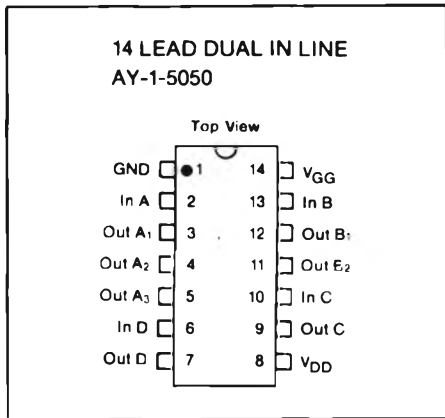 14 LEAD DUAL IN LINE
AY-1-5050
Top View
GND 1 14 VGG
In A 2 13 In B
Out A1 3 12 Out B1
Out A2 4 11 Out B2
Out A3 5 10 In C
In D 6 9 Out C
Out D 7 8 VDD